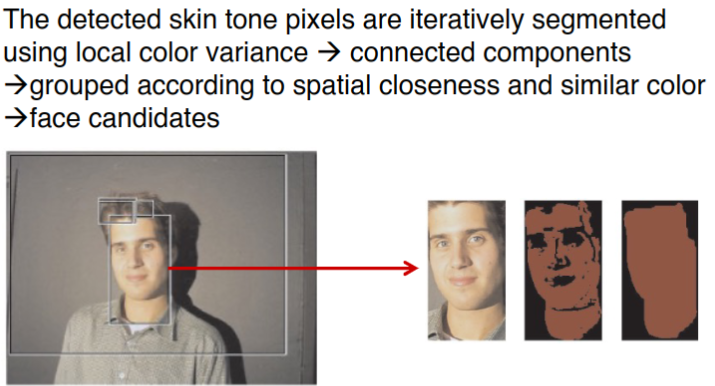 The detected skin tone pixels are iteratively segmented
using local color variance → connected components
→grouped according to spatial closeness and similar color
→face candidates